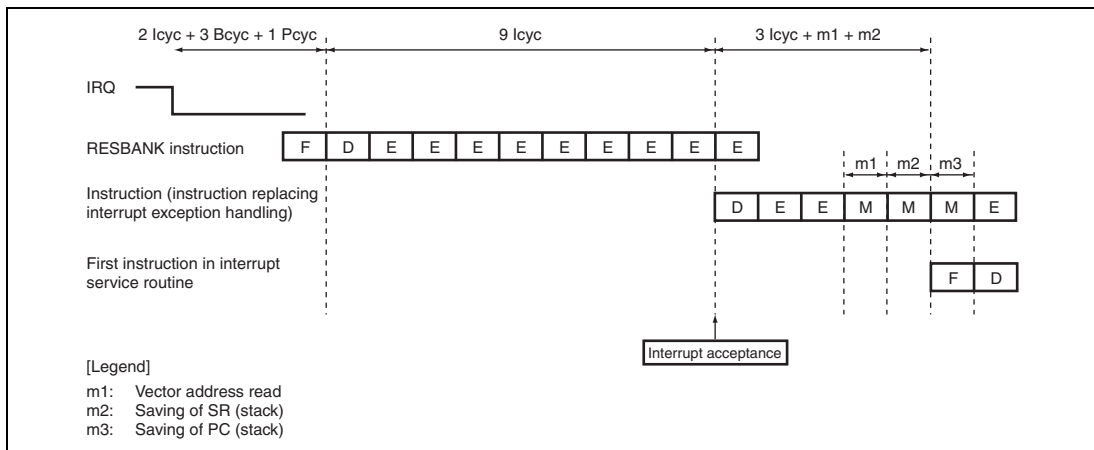 2 Icyc + 3 Bcyc + 1 Pcyc 9 Icyc 3 Icyc + m1 + m2
IRQ
RESBANK instruction F D E E E E E E E E E
m1 m2 m3
Instruction (instruction replacing
interrupt exception handling) D E E M M M E
First instruction in interrupt
service routine F D
Interrupt acceptance
[Legend]
m1: Vector address read
m2: Saving of SR (stack)
m3: Saving of PC (stack)